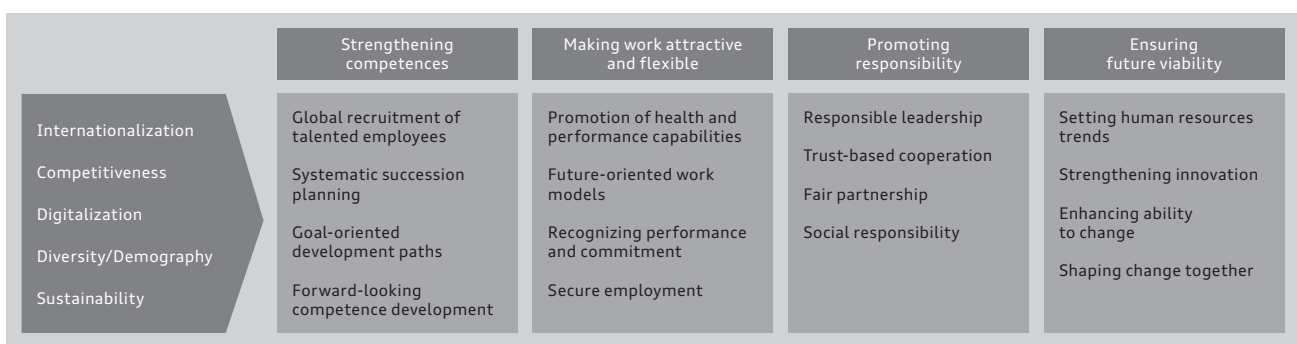 Strengthening
competences
Making work attractive
and flexible
Promoting
responsibility
Ensuring
future viability
Internationalization
Competitiveness
Digitalization
Diversity/Demography
Sustainability
Global recruitment of
talented employees
Systematic succession
planning
Goal-oriented
development paths
Forward-looking
competence development
Promotion of health and
performance capabilities
Future-oriented work
models
Recognizing performance
and commitment
Secure employment
Responsible leadership
Trust-based cooperation
Fair partnership
Social responsibility
Setting human resources
trends
Strengthening innovation
Enhancing ability
to change
Shaping change together